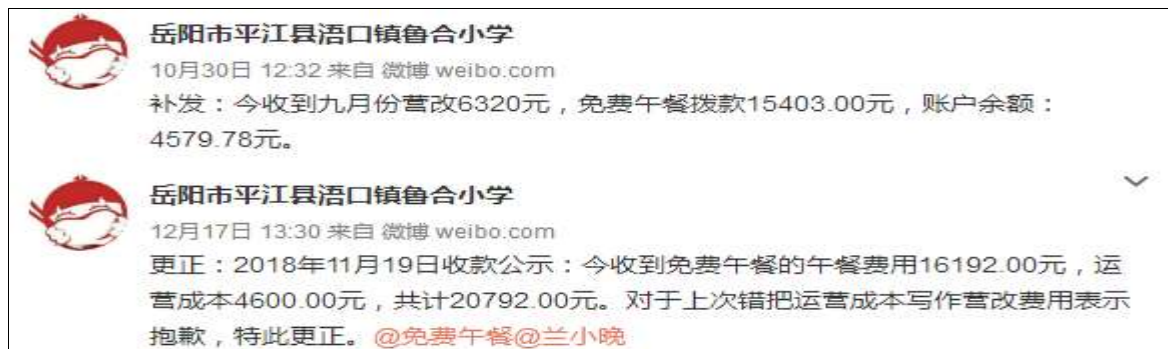 岳阳市平江县浯口镇鲁合小学
10月30日 12:32 来自 微博 weibo.com
补发：今收到九月份营改6320元，免费午餐拨款15403.00元，账户余额：
4579.78元。
岳阳市平江县浯口镇鲁合小学
12月17日 13:30 来自 微博 weibo.com
更正：2018年11月19日收款公示：今收到免费午餐的午餐费用16192.00元，运
营成本4600.00元，共计20792.00元。对于上次错把运营成本写作营改费用表示
抱歉，特此更正。@免费午餐@兰小晚